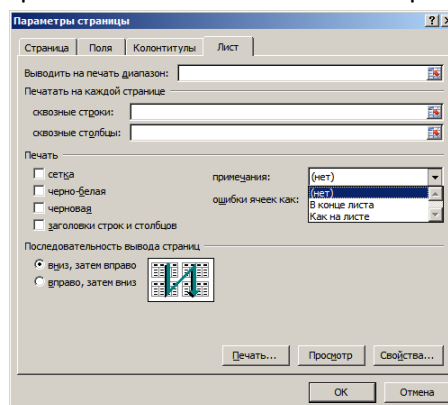 Параметры страницы
Страница Поля Колонтитулы Лист
Выводить на печать диапазон:
Печатать на каждой странице
сквозные строки:
сквозные столбцы:
Печать
сетка
примечания: (нет)
черно-белая
(нет)
ошибки ячеек как: В конце листа
черновая
Как на листе
заголовки строк и столбцов
Последовательность вывода страниц
вниз, затем вправо
вправо, затем вниз
Печать... Просмотр Свойства...
ОК Отмена